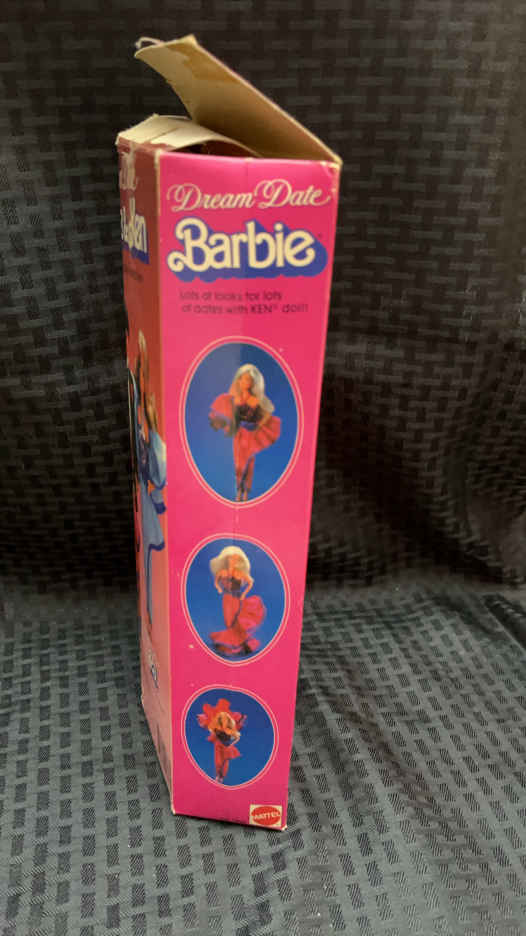 Dream Date
Barbie®
Lots of looks for lots
of dates with KEN® doll!
MATTEL